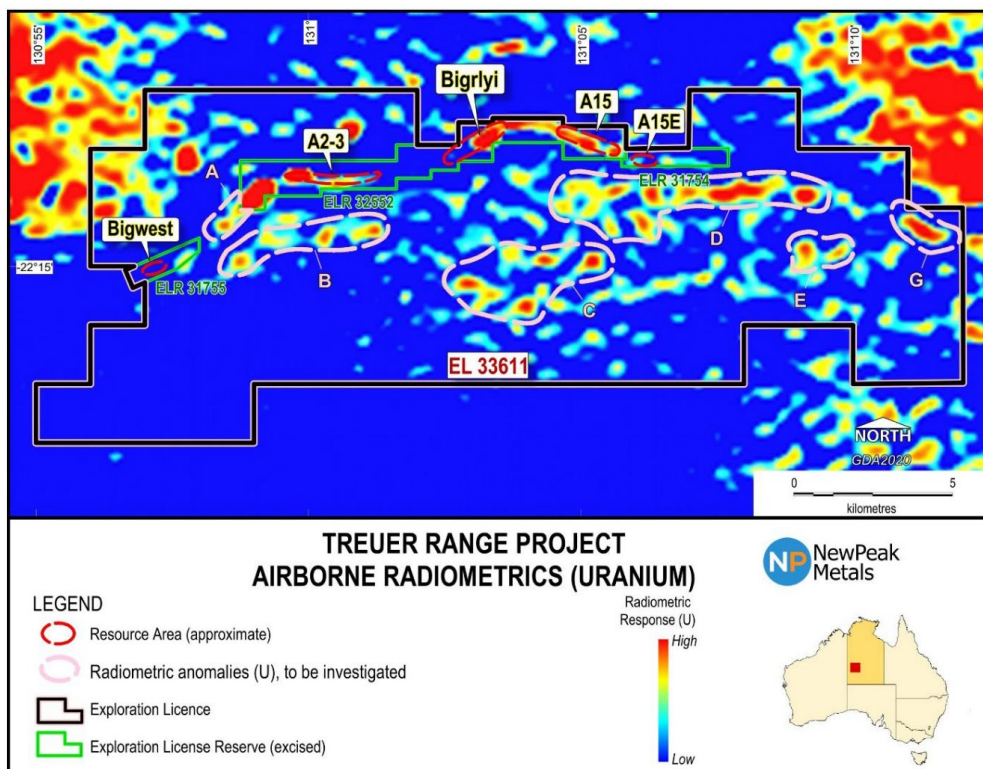 130°55'
131°
131°05'
131°10'
Bigrlyi
A15
A15E
A2-3
A
ELR 31754
ELR 32552
Bigwest
D
-22°15'
B
E
G
ELR 31755
C
EL 33611
NORTH
GDA2020
0 5
kilometres
TREUER RANGE PROJECT
AIRBORNE RADIOMETRICS (URANIUM)
NP NewPeak
Metals
LEGEND
Resource Area (approximate)
Radiometric anomalies (U), to be investigated
Exploration Licence
Exploration License Reserve (excised)
Radiometric
Response (U)
High
Low